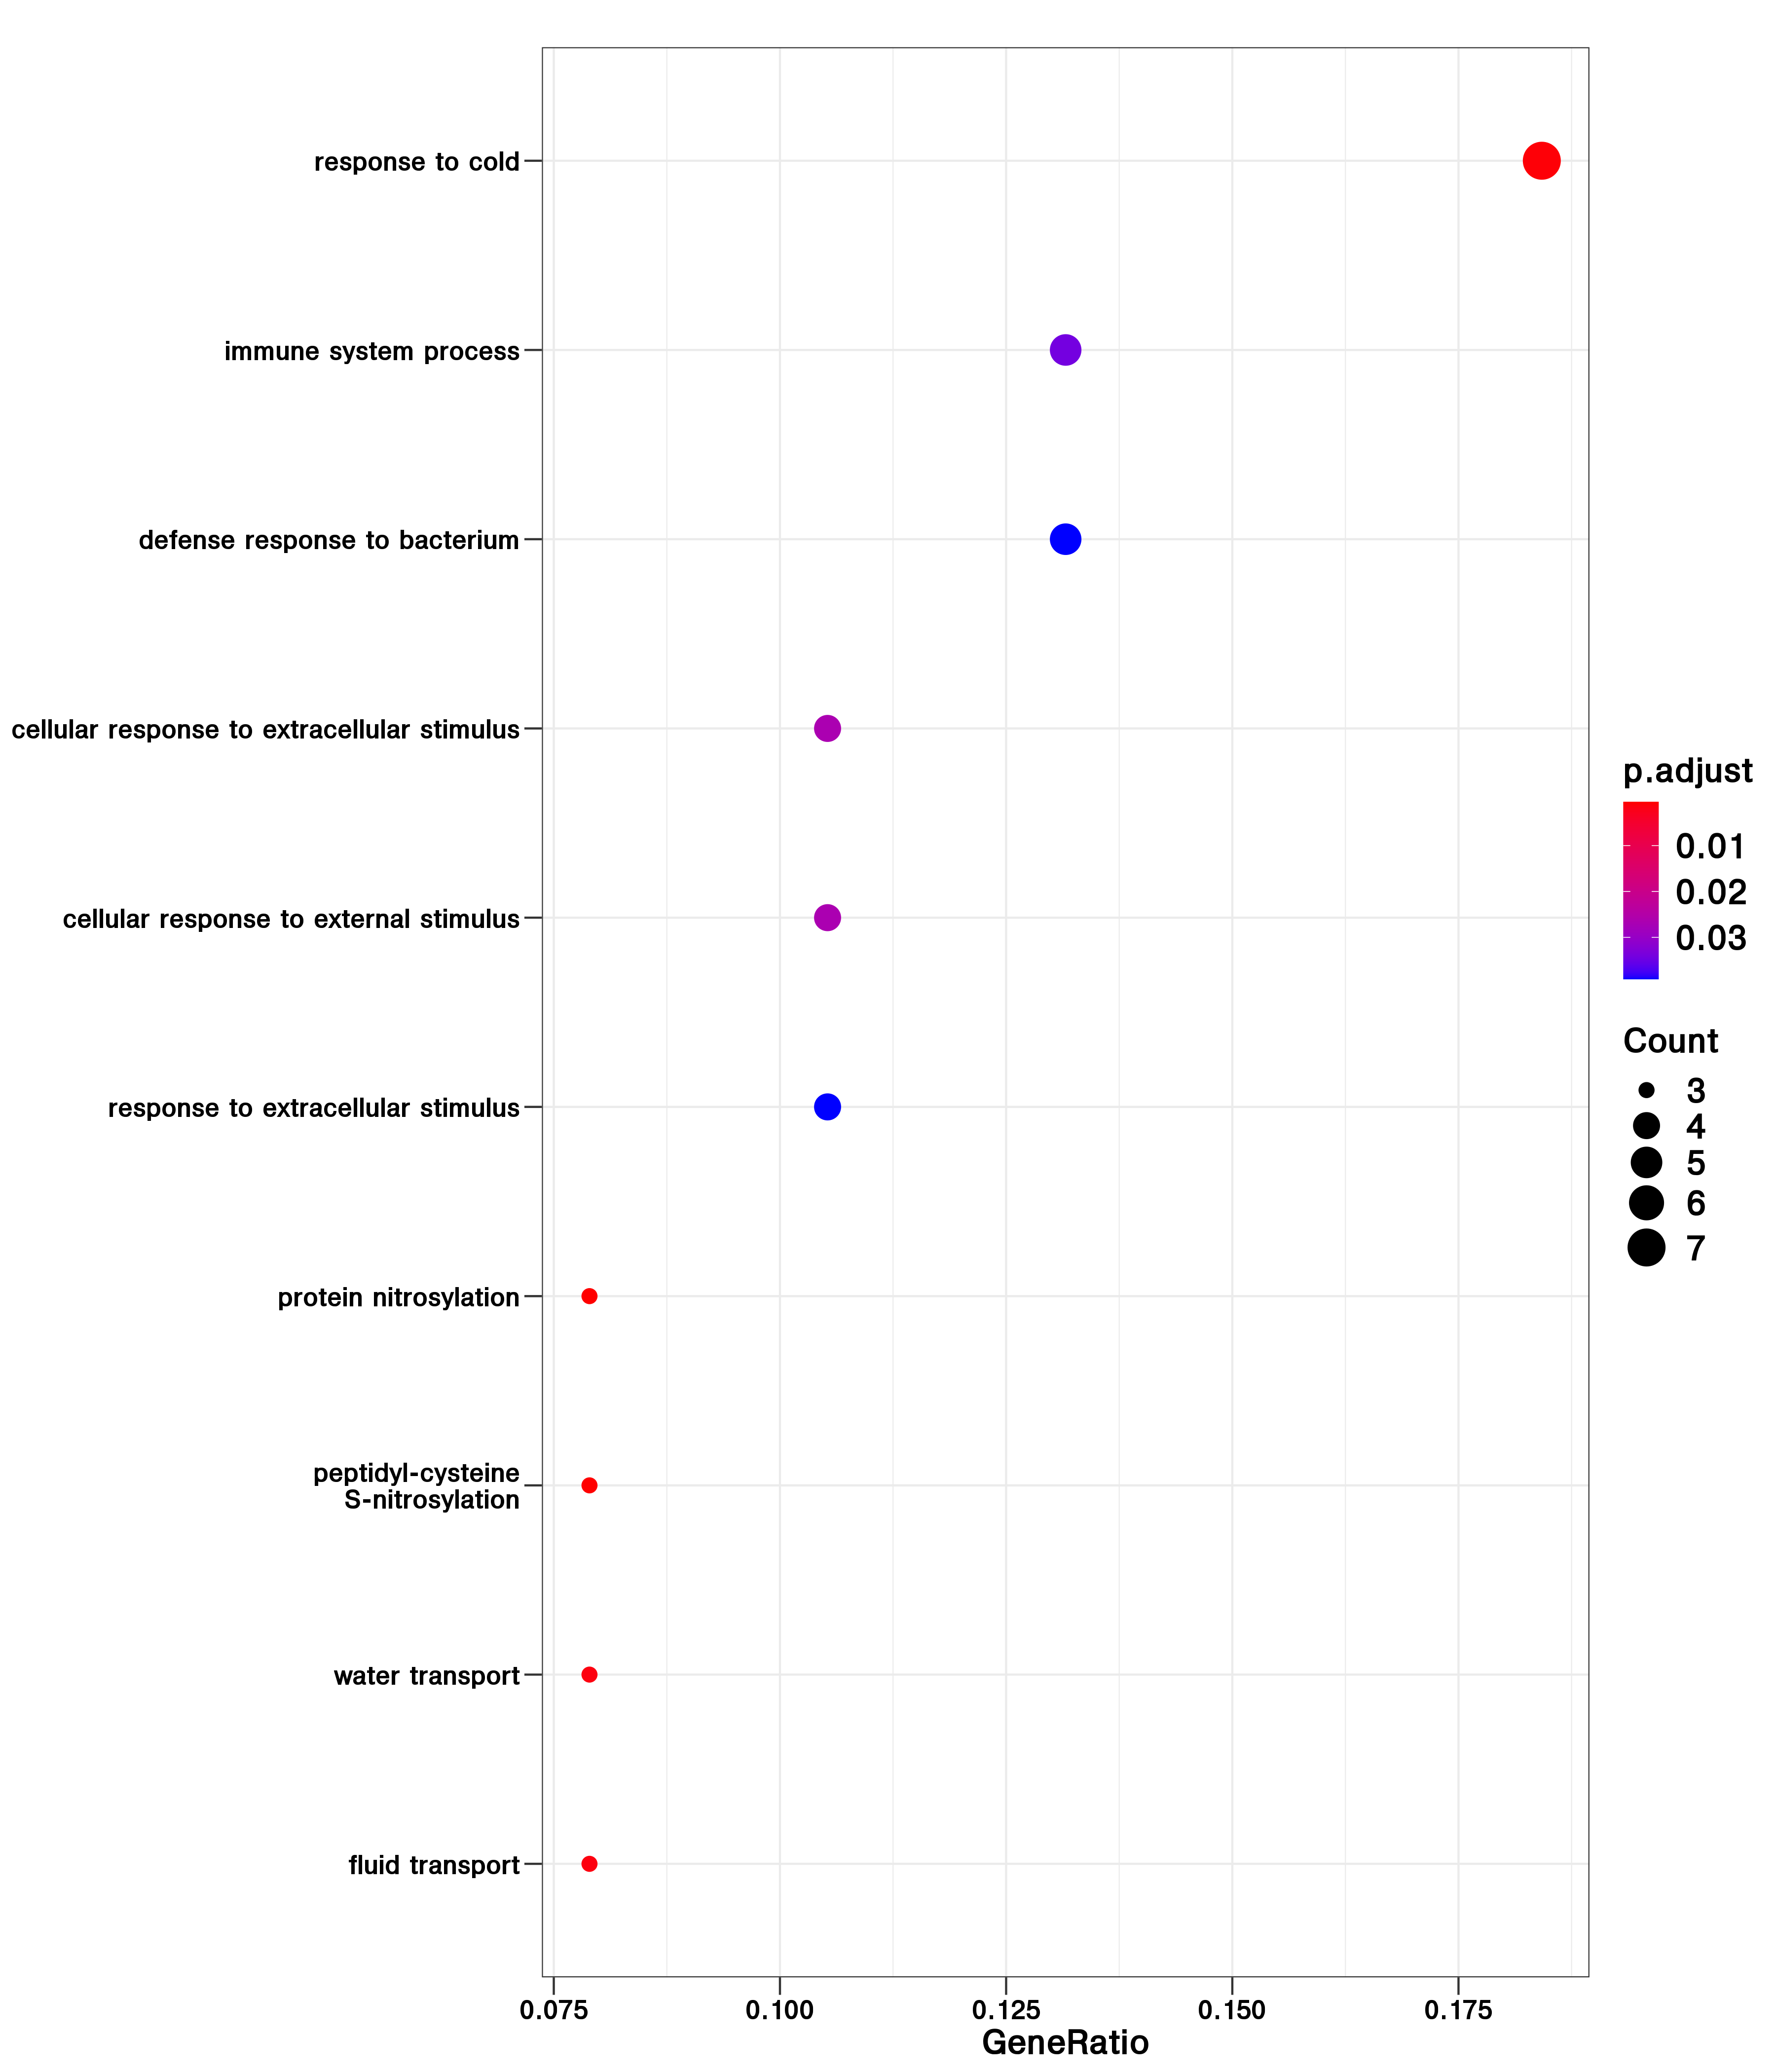 response to cold
immune system process
defense response to bacterium
cellular response to extracellular stimulus
cellular response to external stimulus
response to extracellular stimulus
protein nitrosylation
peptidyl-cysteine
S-nitrosylation
water transport
fluid transport
0.075 0.100 0.125 0.150 0.175
GeneRatio
p.adjust
0.01
0.02
0.03
Count
3
4
5
6
7